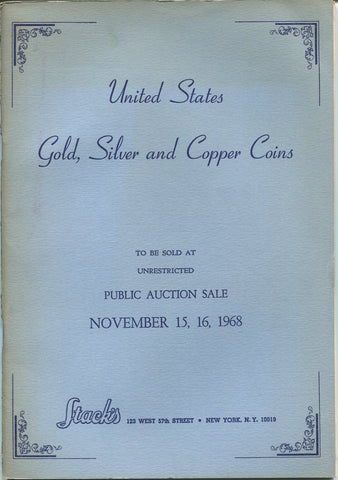 United States
Gold, Silver and Copper Coins
TO BE SOLD AT
UNRESTRICTED
PUBLIC AUCTION SALE
NOVEMBER 15, 16, 1968
Stack's 123 WEST 57th STREET • NEW YORK, N. Y. 10019